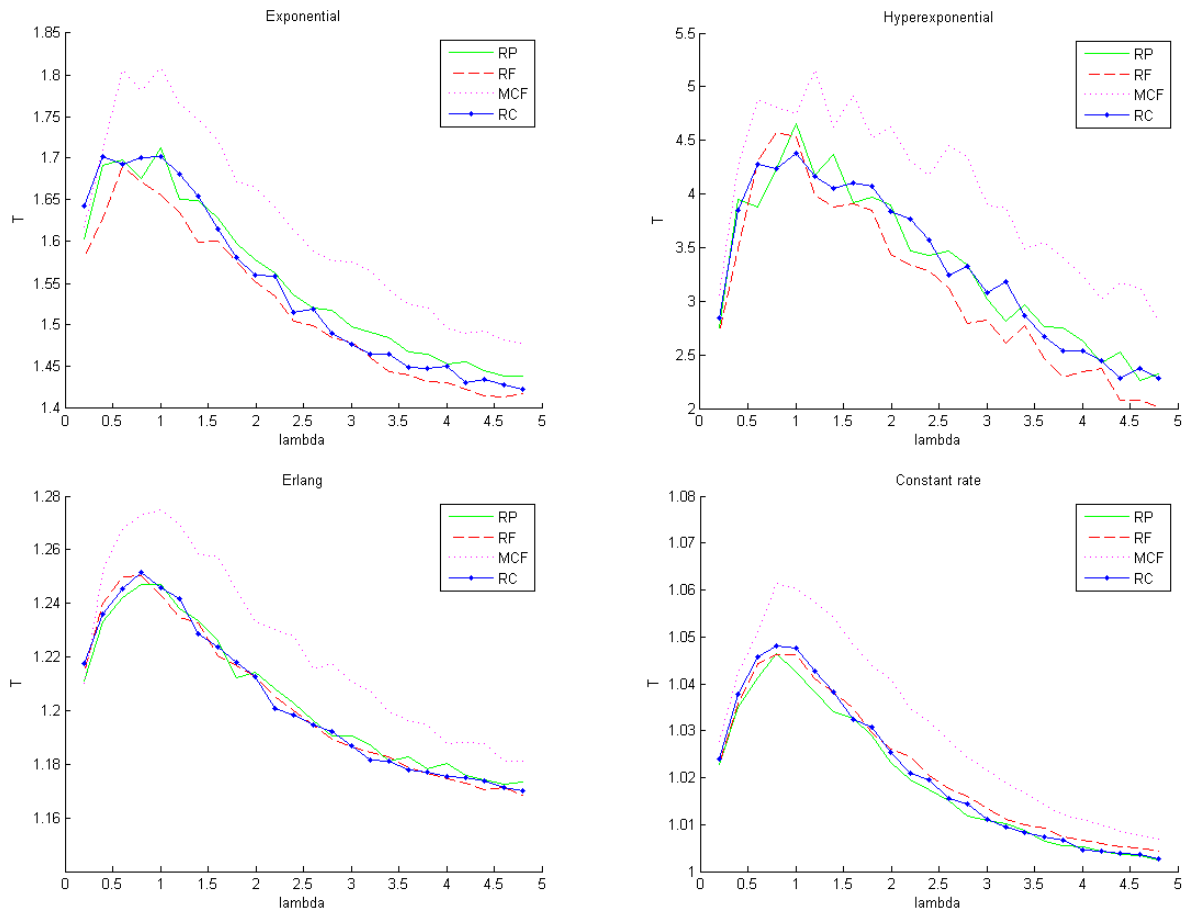 Exponential
1.85
1.8
1.75
1.7
1.65
1.6
1.55
1.5
1.45
1.4
T
0 0.5 1 1.5 2 2.5 3 3.5 4 4.5 5
lambda
RP
RF
MCF
RC
Hyperexponential
5.5
5
4.5
4
3.5
3
2.5
2
T
0 0.5 1 1.5 2 2.5 3 3.5 4 4.5 5
lambda
RP
RF
MCF
RC
Erlang
1.28
1.26
1.24
1.22
1.2
1.18
1.16
T
0 0.5 1 1.5 2 2.5 3 3.5 4 4.5 5
lambda
RP
RF
MCF
RC
Constant rate
1.08
1.07
1.06
1.05
1.04
1.03
1.02
1.01
1
T
0 0.5 1 1.5 2 2.5 3 3.5 4 4.5 5
lambda
RP
RF
MCF
RC